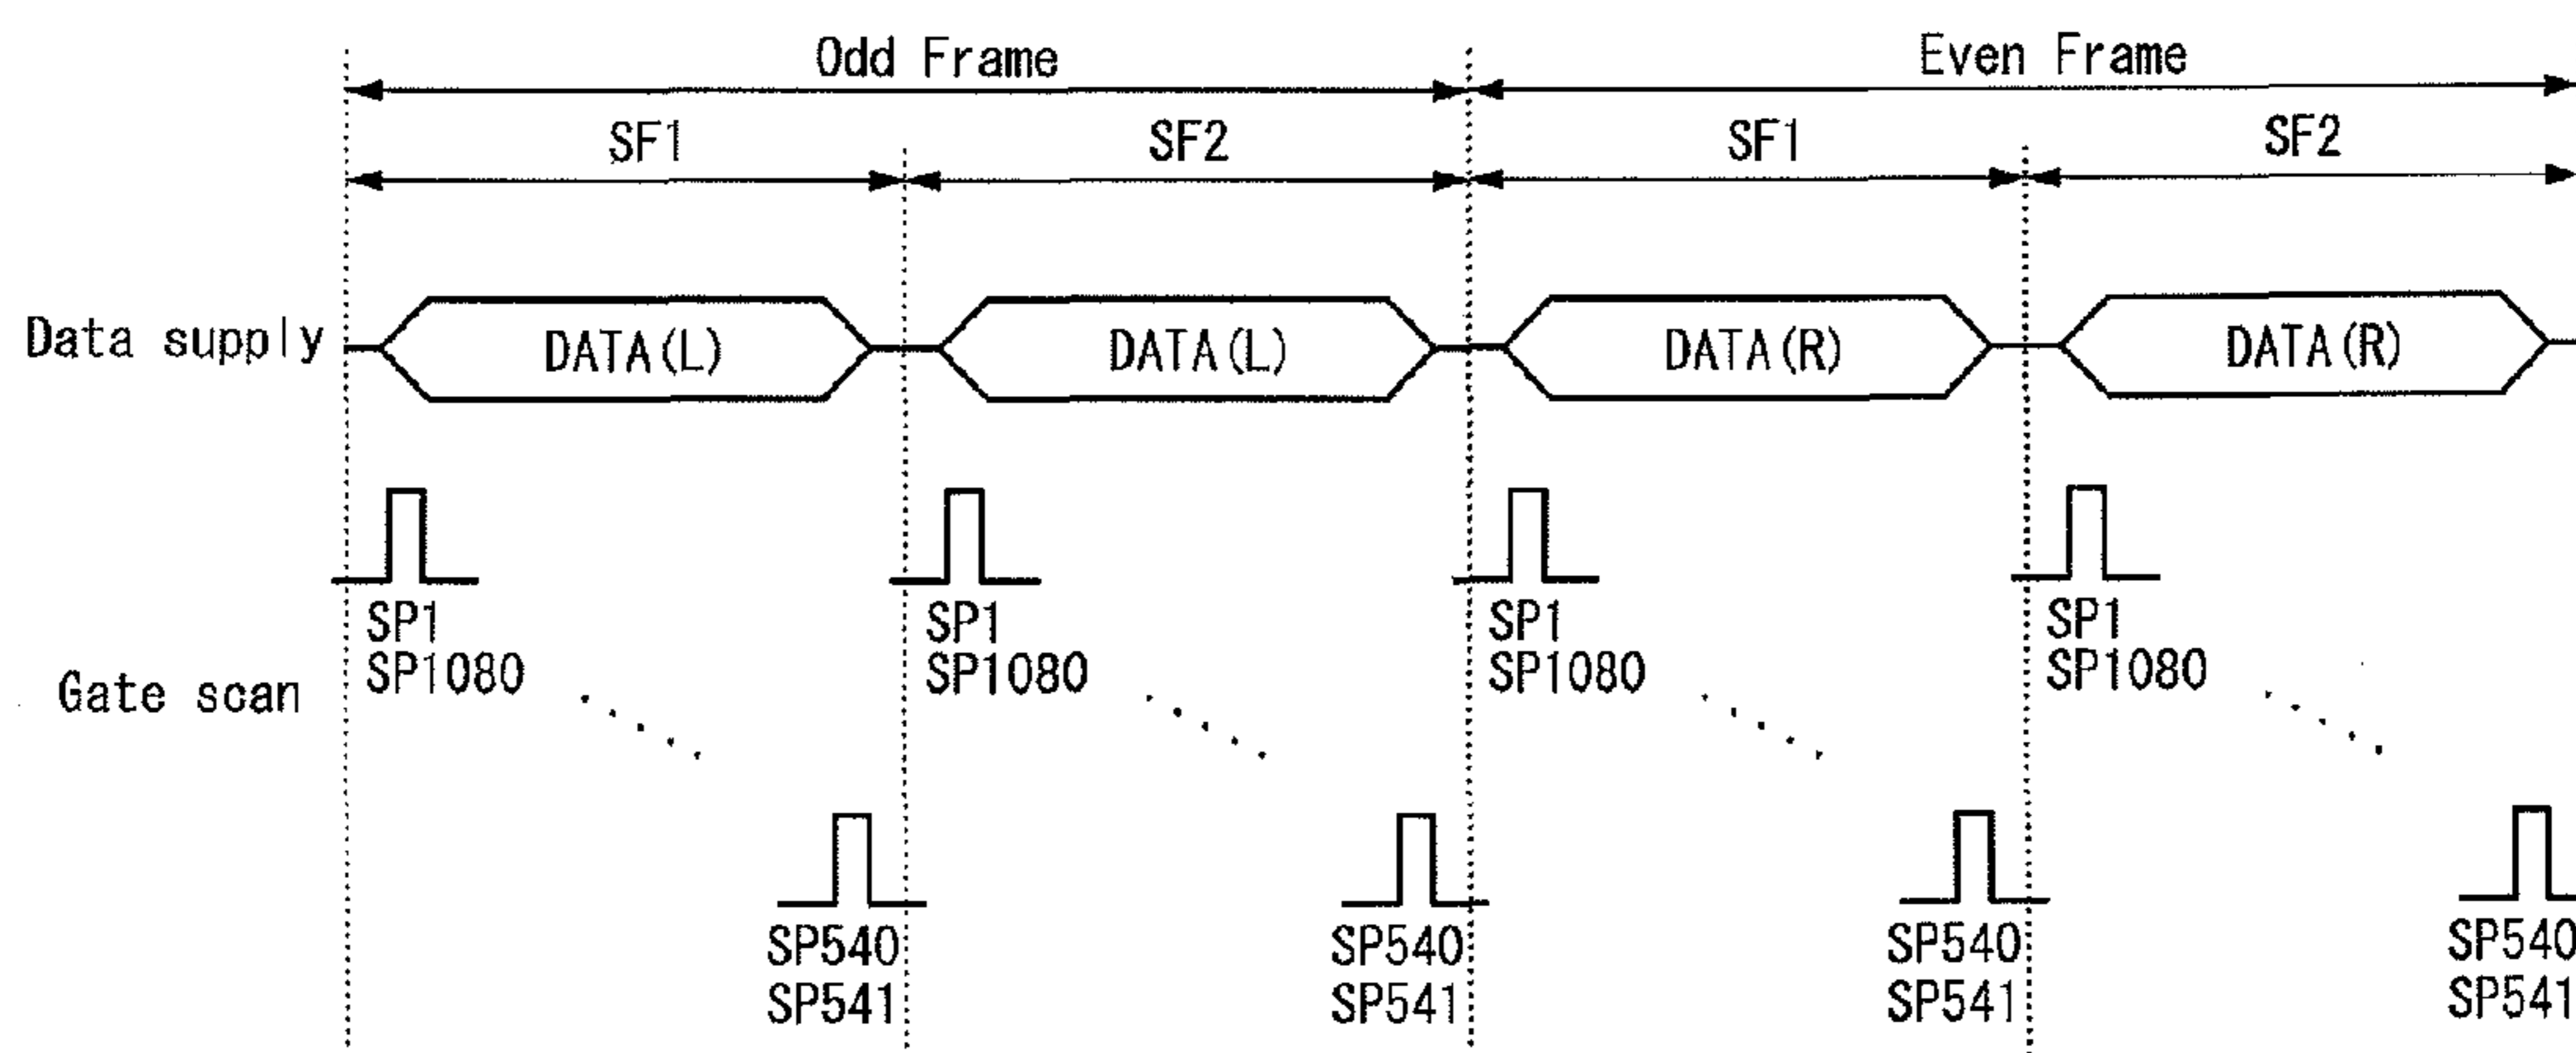 Odd Frame
Even Frame
SF1
SF2
SF1
SF2
Data supply
DATA(L)
DATA(L)
DATA(R)
DATA(R)
SP1
SP1080
SP1
SP1080
SP1
SP1080
SP1
SP1080
Gate scan
SP540
SP541
SP540
SP541
SP540
SP541
SP540
SP541